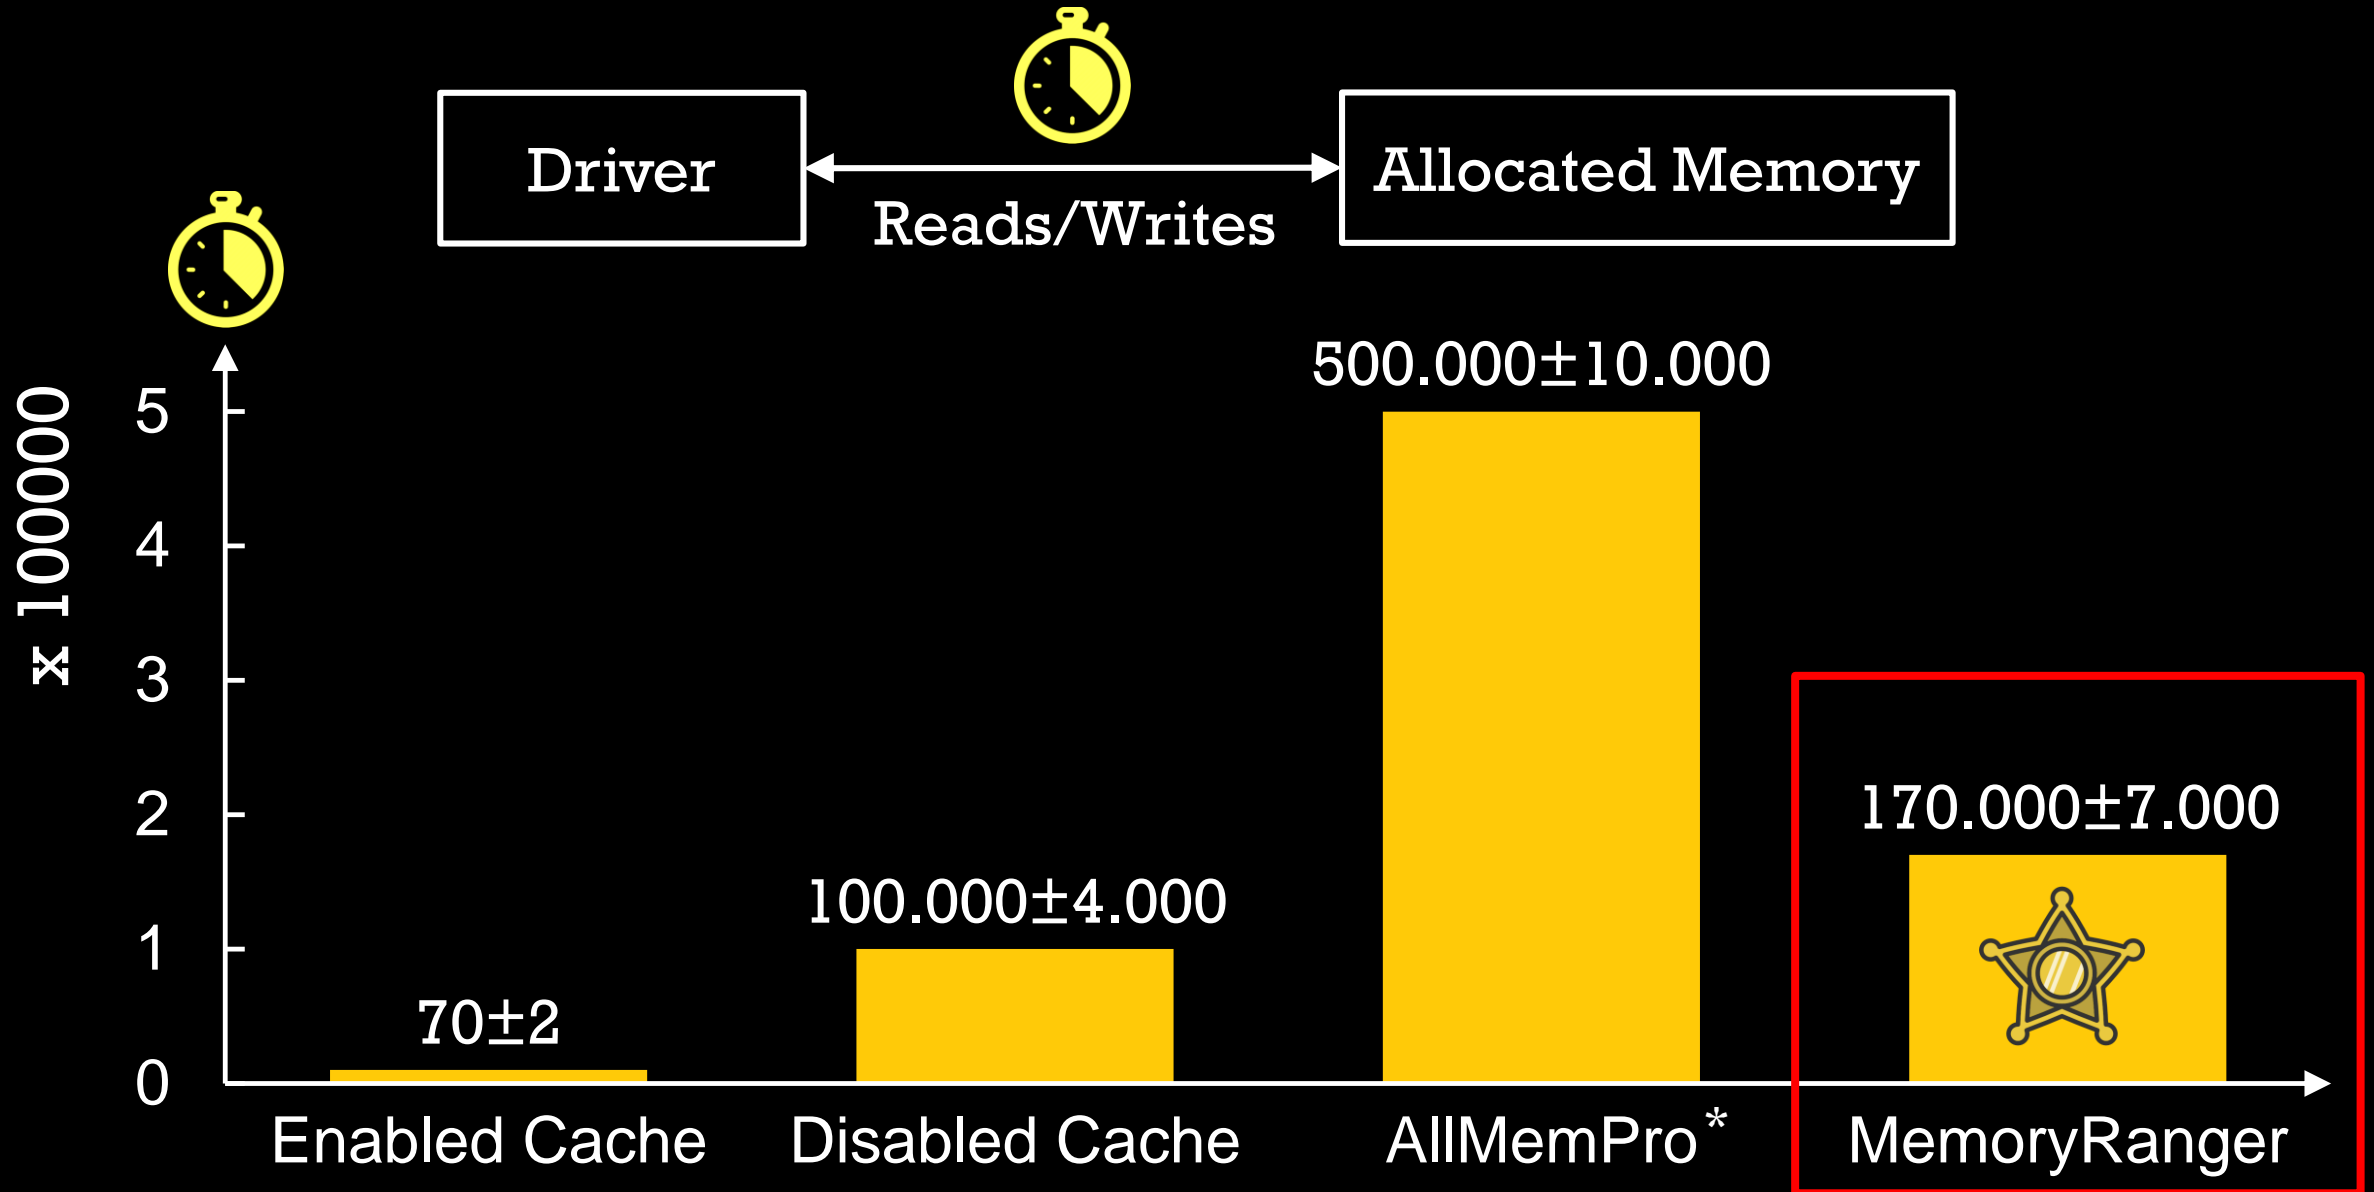 Driver
Reads/Writes
Allocated Memory
x 100000
5
4
3
2
1
0
70±2
100.000±4.000
500.000±10.000
170.000±7.000
Enabled Cache
Disabled Cache
AllMemPro*
MemoryRanger